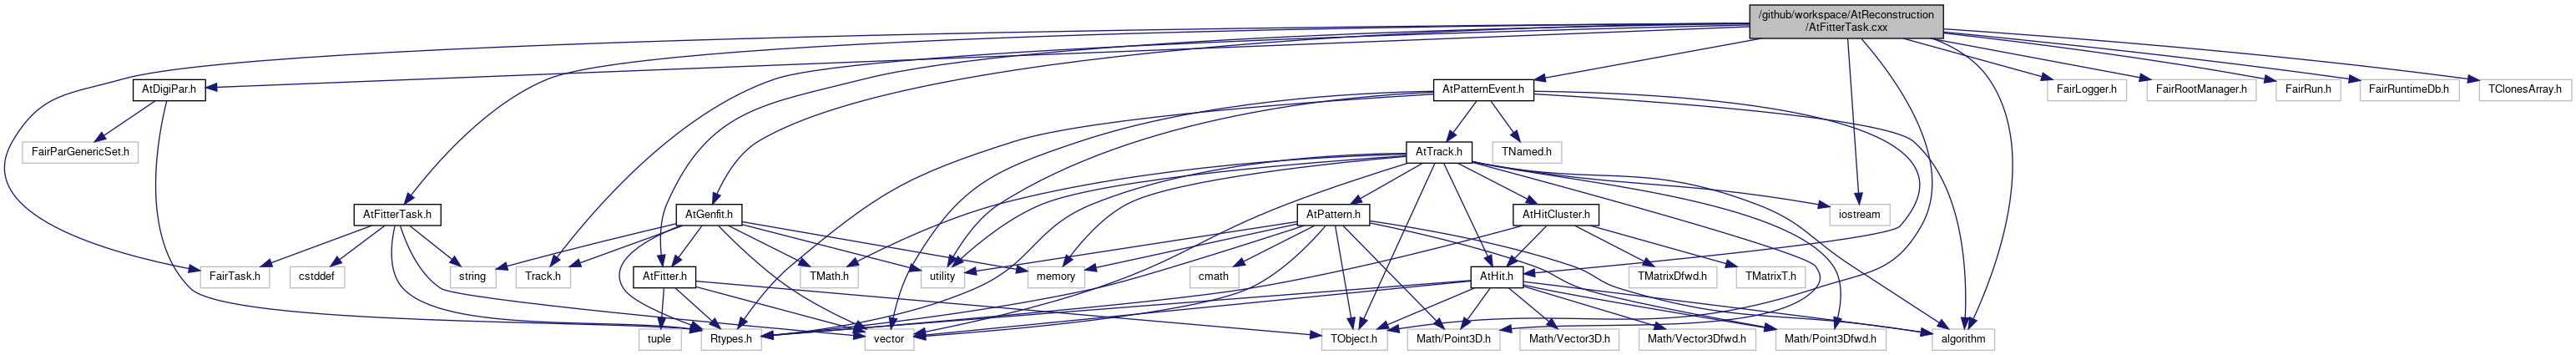 /github/workspace/AtReconstruction
/AtFitterTask.cxx
AtDigiPar.h
AtPatternEvent.h
FairLogger.h
FairRootManager.h
FairRun.h
FairRuntimeDb.h
TClonesArray.h
FairParGenericSet.h
AtTrack.h
TNamed.h
AtFitterTask.h
AtGenfit.h
AtPattern.h
AtHitCluster.h
iostream
FairTask.h
cstddef
string
Track.h
AtFitter.h
TMath.h
utility
memory
cmath
AtHit.h
TMatrixDfwd.h
TMatrixT.h
tuple
Rtypes.h
vector
TObject.h
Math/Point3D.h
Math/Vector3D.h
Math/Vector3Dfwd.h
Math/Point3Dfwd.h
algorithm